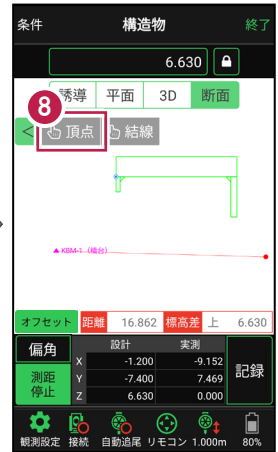 条件 構造物 終了
6.630
誘導 平面 3D 断面
8
< 頂点 結線
▲ KBM-1 (機台)
オフセット 距離 16.862 標高差 上 6.630
偏角 設計 実測
X -1.200 -9.152
測距停止 Y -7.400 7.469 記録
Z 6.630 0.000
観測設定 接続 自動追尾 リモコン 1.000m 80%